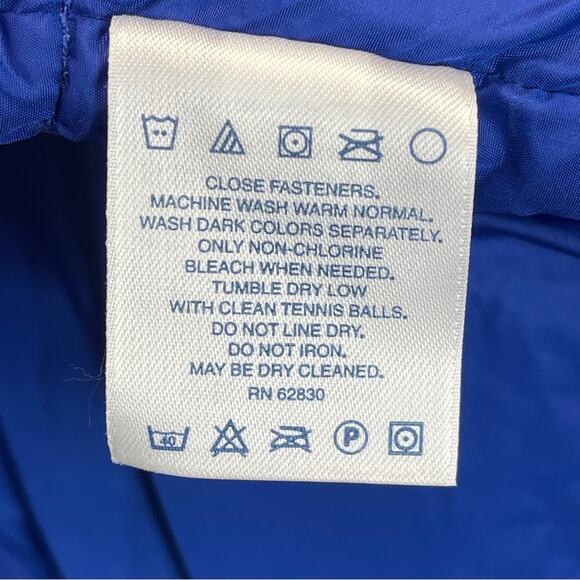 CLOSE FASTENERS.
MACHINE WASH WARM NORMAL.
WASH DARK COLORS SEPARATELY.
ONLY NON-CHLORINE
BLEACH WHEN NEEDED.
TUMBLE DRY LOW
WITH CLEAN TENNIS BALLS.
DO NOT LINE DRY.
DO NOT IRON.
MAY BE DRY CLEANED.
RN 62830
40 P